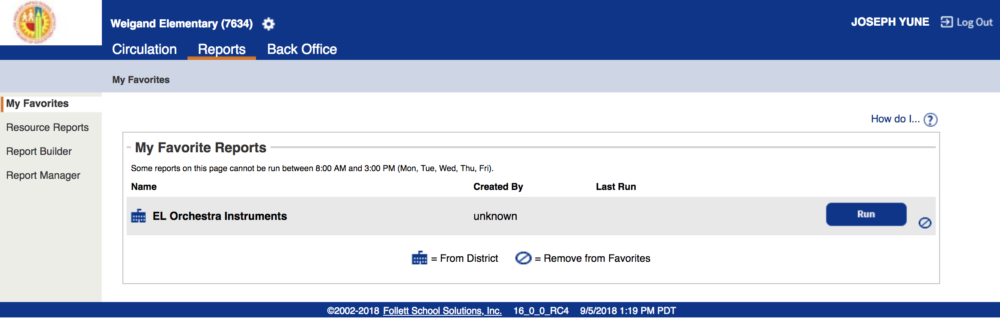 Weigand Elementary (7634)
JOSEPH YUNE Log Out
Circulation Reports Back Office
My Favorites
My Favorites
Resource Reports
Report Builder
Report Manager
How do I... ?
My Favorite Reports
Some reports on this page cannot be run between 8:00 AM and 3:00 PM (Mon, Tue, Wed, Thu, Fri).
Name Created By Last Run
EL Orchestra Instruments unknown Run
= From District = Remove from Favorites
©2002-2018 Follett School Solutions, Inc. 16_0_0_RC4 9/5/2018 1:19 PM PDT